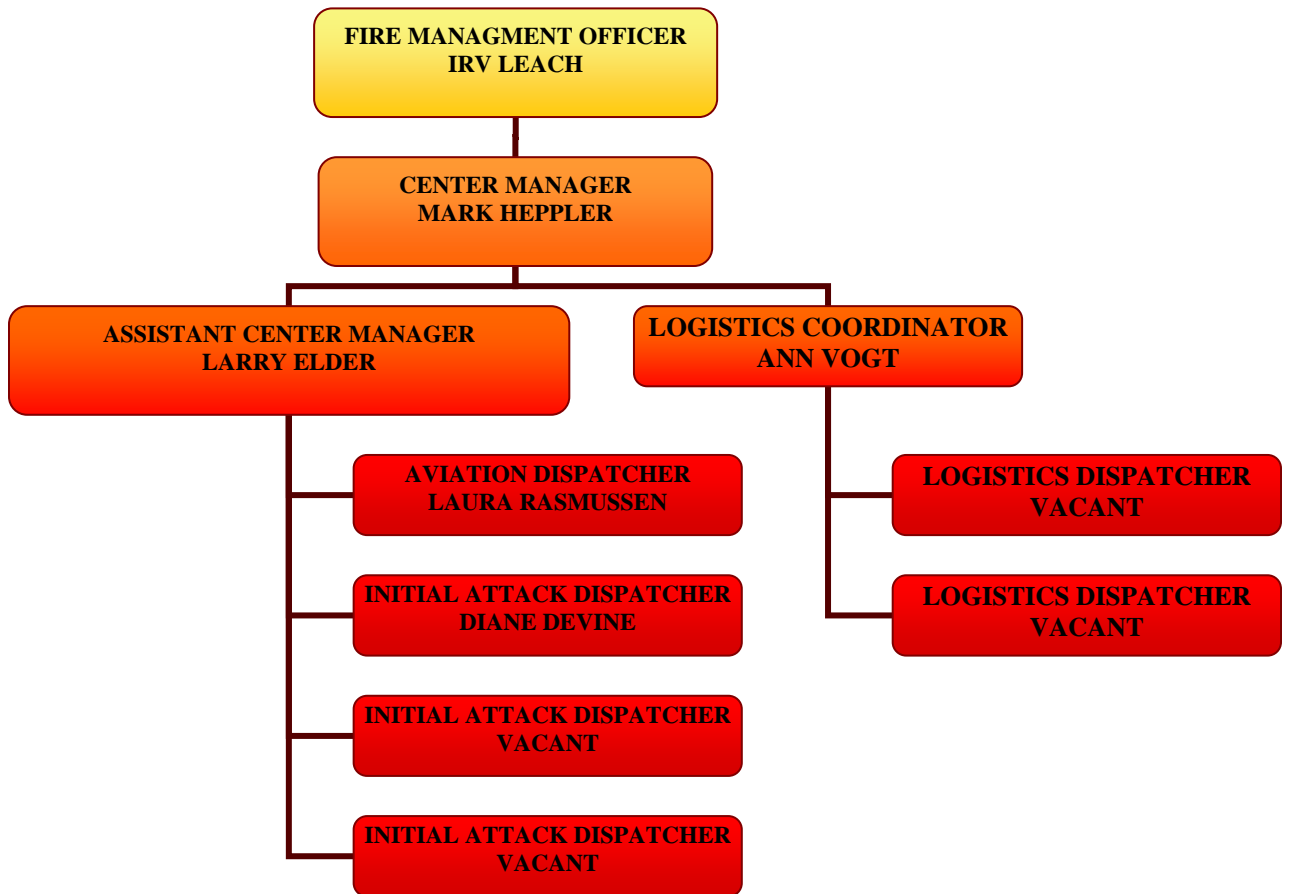 FIRE MANAGMENT OFFICER
IRV LEACH
CENTER MANAGER
MARK HEPPLER
ASSISTANT CENTER MANAGER
LARRY ELDER
LOGISTICS COORDINATOR
ANN VOGT
AVIATION DISPATCHER
LAURA RASMUSSEN
INITIAL ATTACK DISPATCHER
DIANE DEVINE
INITIAL ATTACK DISPATCHER
VACANT
INITIAL ATTACK DISPATCHER
VACANT
LOGISTICS DISPATCHER
VACANT
LOGISTICS DISPATCHER
VACANT